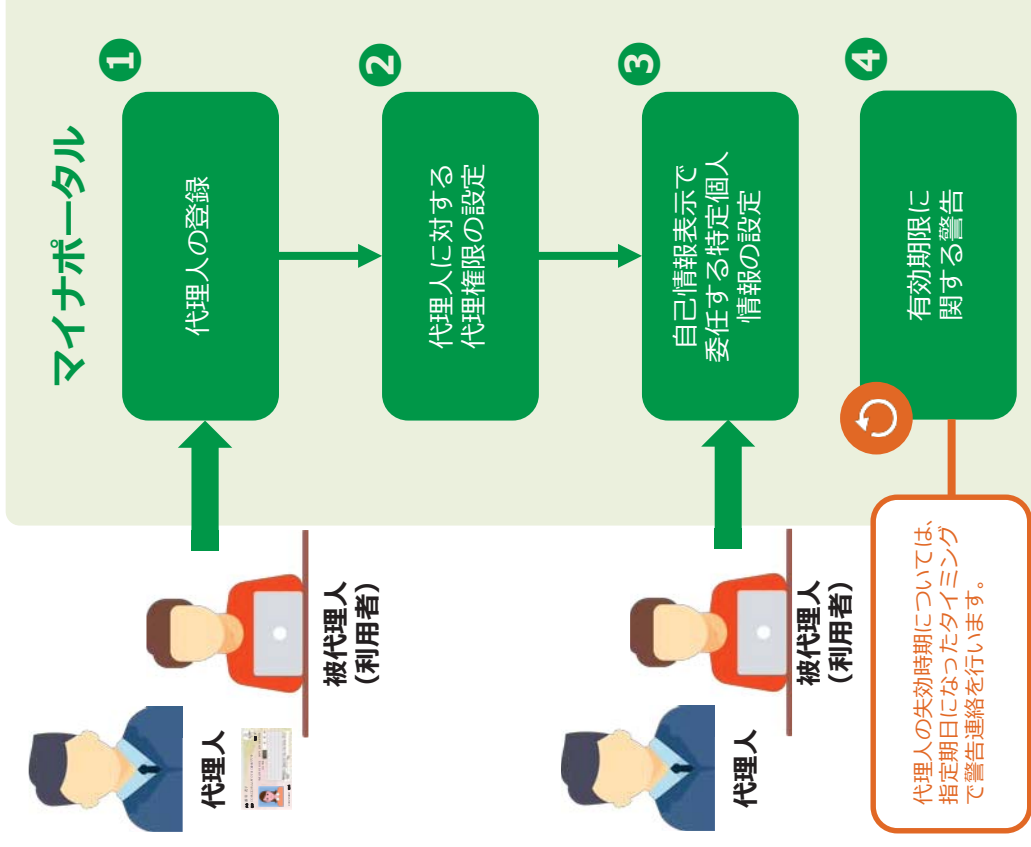 マイナポータル
❶
代理人の登録
❷
代理人に対する
代理権限の設定
❸
自己情報表示で
委任する特定個人
情報の設定
❹
有効期限に
関する警告
代理人
被代理人
(利用者)
代理人
被代理人
(利用者)
代理人の失効時期については、
指定期日になったタイミング
で警告連絡を行います。